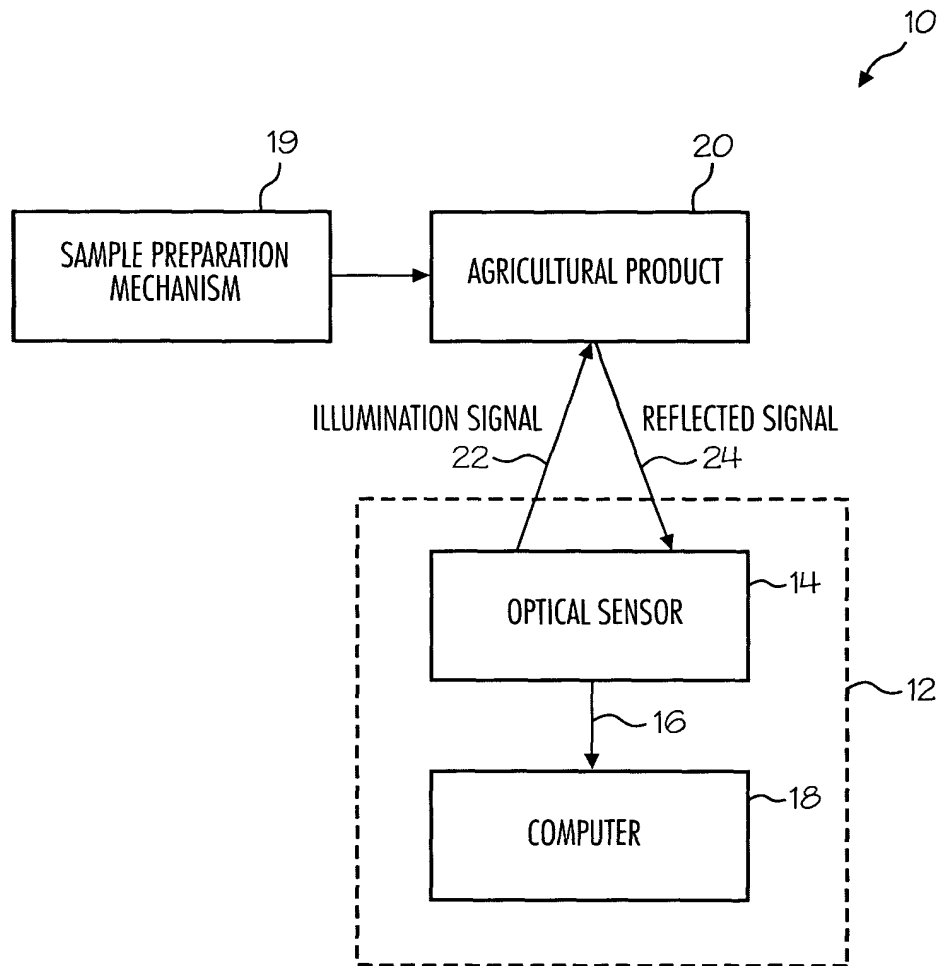 10
19
20
SAMPLE PREPARATION
MECHANISM
AGRICULTURAL PRODUCT
ILLUMINATION SIGNAL
22
REFLECTED SIGNAL
24
OPTICAL SENSOR
14
12
16
COMPUTER
18